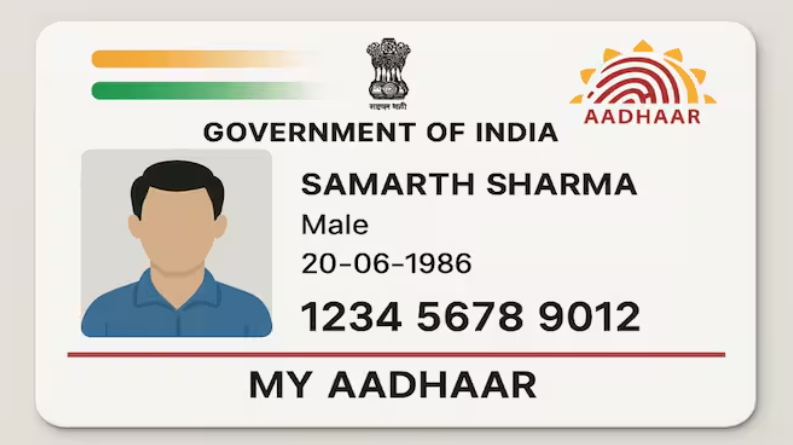 AADHAAR
GOVERNMENT OF INDIA
SAMARTH SHARMA
Male
20-06-1986
1234 5678 9012
MY AADHAAR